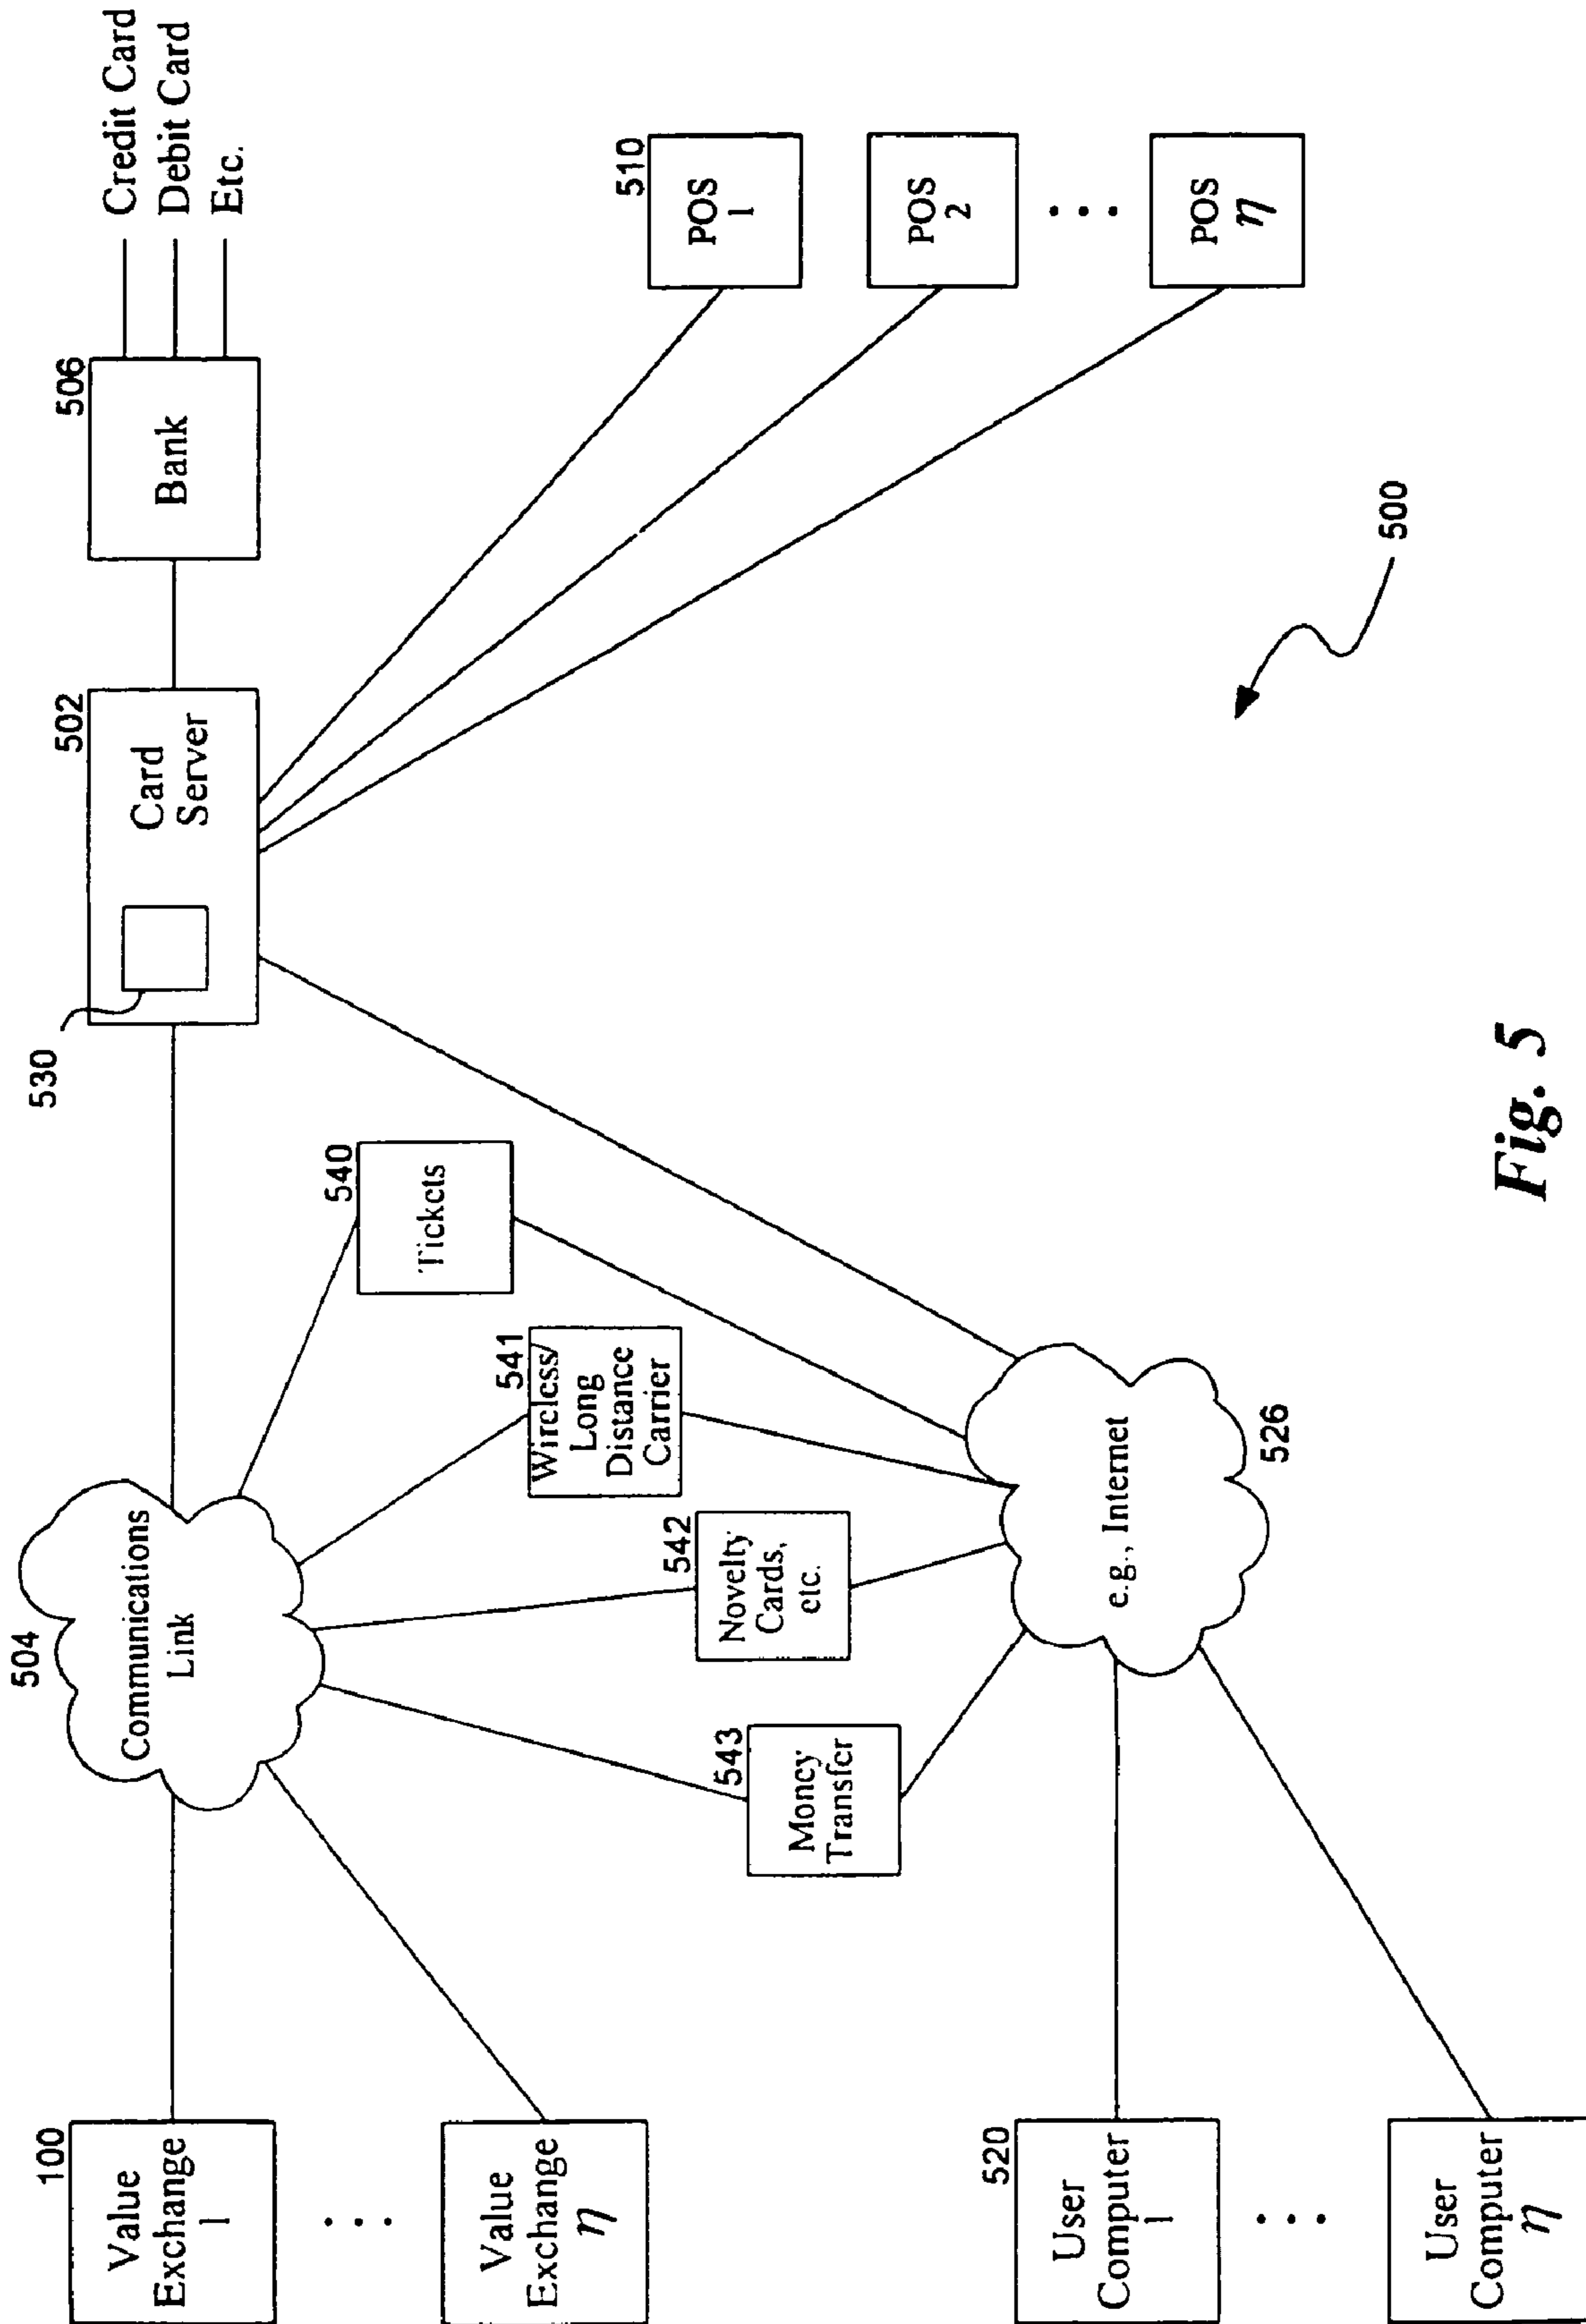 100
Value
Exchange
1
Value
Exchange
η
504
Communications
Link
530
502
Card
Server
506
Bank
Credit Card
Debit Card
Etc.
540
Tickets
541
Wireless/
Long
Distance
Carrier
542
Novelty
Cards,
etc.
543
Money
Transfer
510
POS
1
POS
2
POS
η
520
User
Computer
1
User
Computer
η
e.g., Internet
526
500
Fig. 5